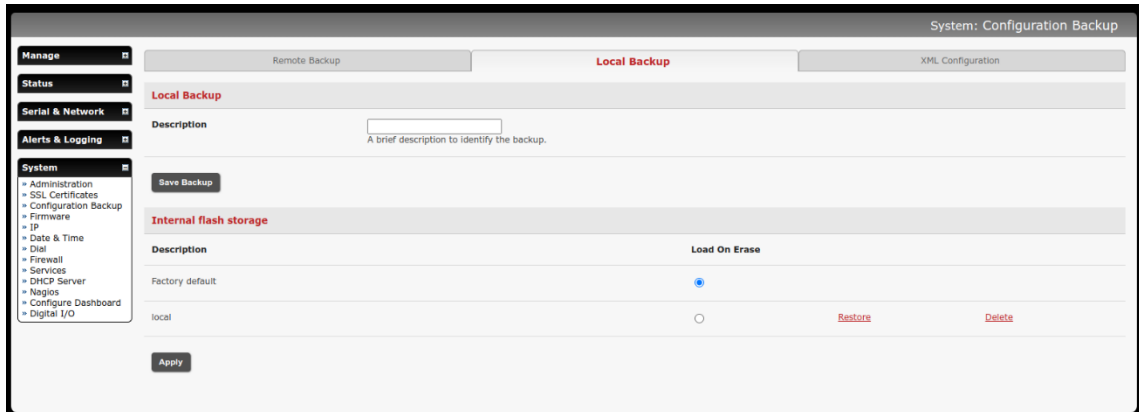 System: Configuration Backup
Manage
Status
Serial & Network
Alerts & Logging
System
» Administration
» SSL Certificates
» Configuration Backup
» Firmware
» IP
» Date & Time
» Dial
» Firewall
» Services
» DHCP Server
» Nagios
» Configure Dashboard
» Digital I/O
Remote Backup Local Backup XML Configuration
Local Backup
Description
A brief description to identify the backup.
Save Backup
Internal flash storage
Description Load On Erase
Factory default
local Restore Delete
Apply